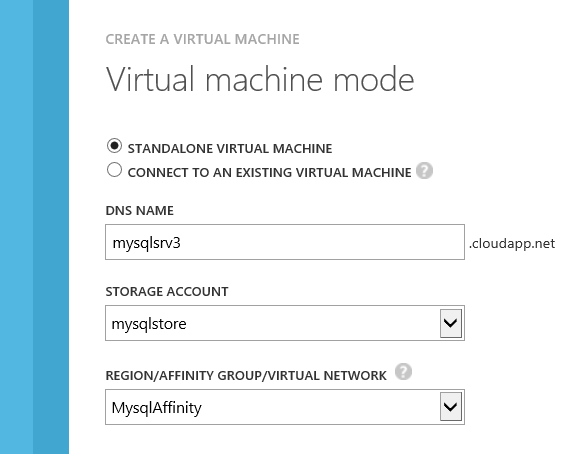 CREATE A VIRTUAL MACHINE
Virtual machine mode
STANDALONE VIRTUAL MACHINE
CONNECT TO AN EXISTING VIRTUAL MACHINE ?
DNS NAME
mysqlsrv3 .cloudapp.net
STORAGE ACCOUNT
mysqlstore
REGION/AFFINITY GROUP/VIRTUAL NETWORK ?
MysqlAffinity